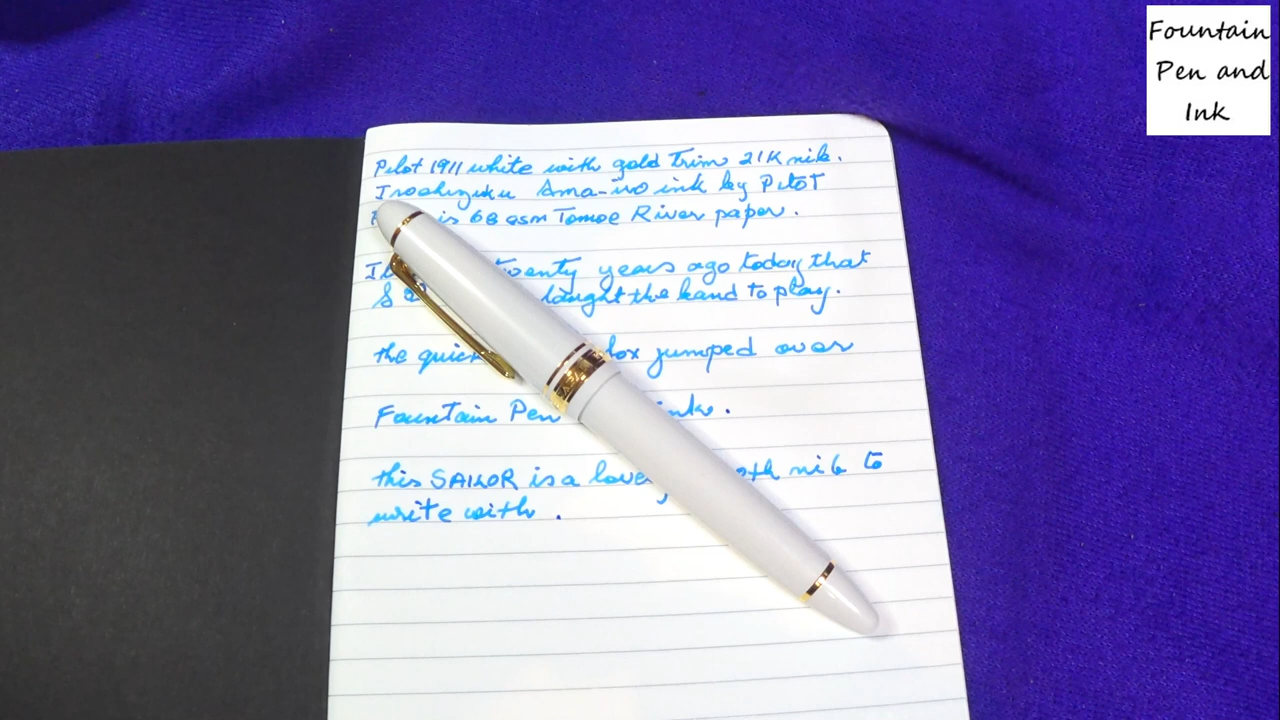 Pilot 1911 white with gold trim 21K nib.
Iroshizuku Ama-iro ink by Pilot
is 68 gsm Tomoe River paper.
twenty years ago today that
taught the band to play.
the quick fox jumped over
Fountain Pen inks.
this SAILOR is a nib to
write with.
Fountain
Pen and
Ink